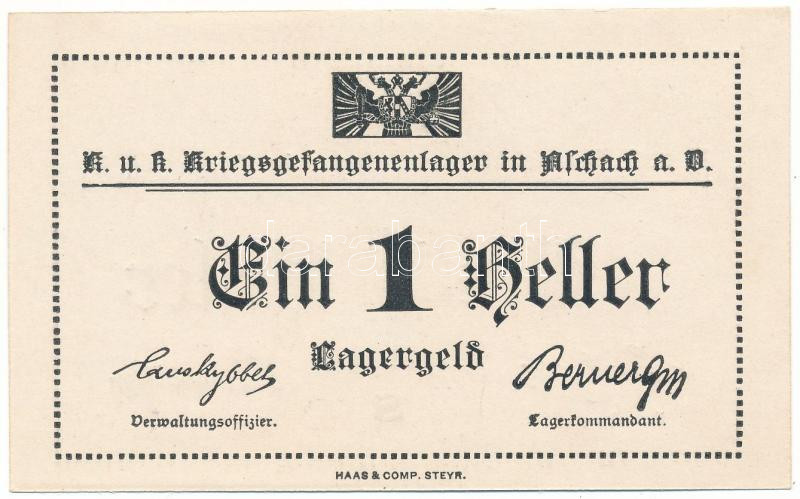 K. u. k. Kriegsgefangenenlager in Aschach a. D.
Ein 1 Heller
Lagergeld
Verwaltungsoffizier.
Lagerkommandant.
HAAS & COMP. STEYR.